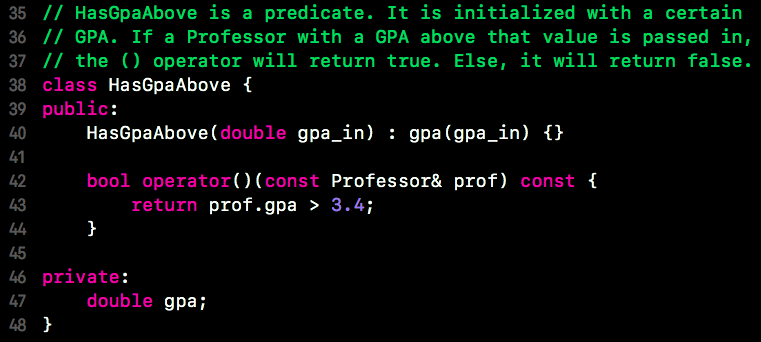 35 // HasGpaAbove is a predicate. It is initialized with a certain
36 // GPA. If a Professor with a GPA above that value is passed in,
37 // the () operator will return true. Else, it will return false.
38 class HasGpaAbove {
39 public:
40     HasGpaAbove(double gpa_in) : gpa(gpa_in) {}
41
42     bool operator()(const Professor& prof) const {
43         return prof.gpa > 3.4;
44     }
45
46 private:
47     double gpa;
48 }